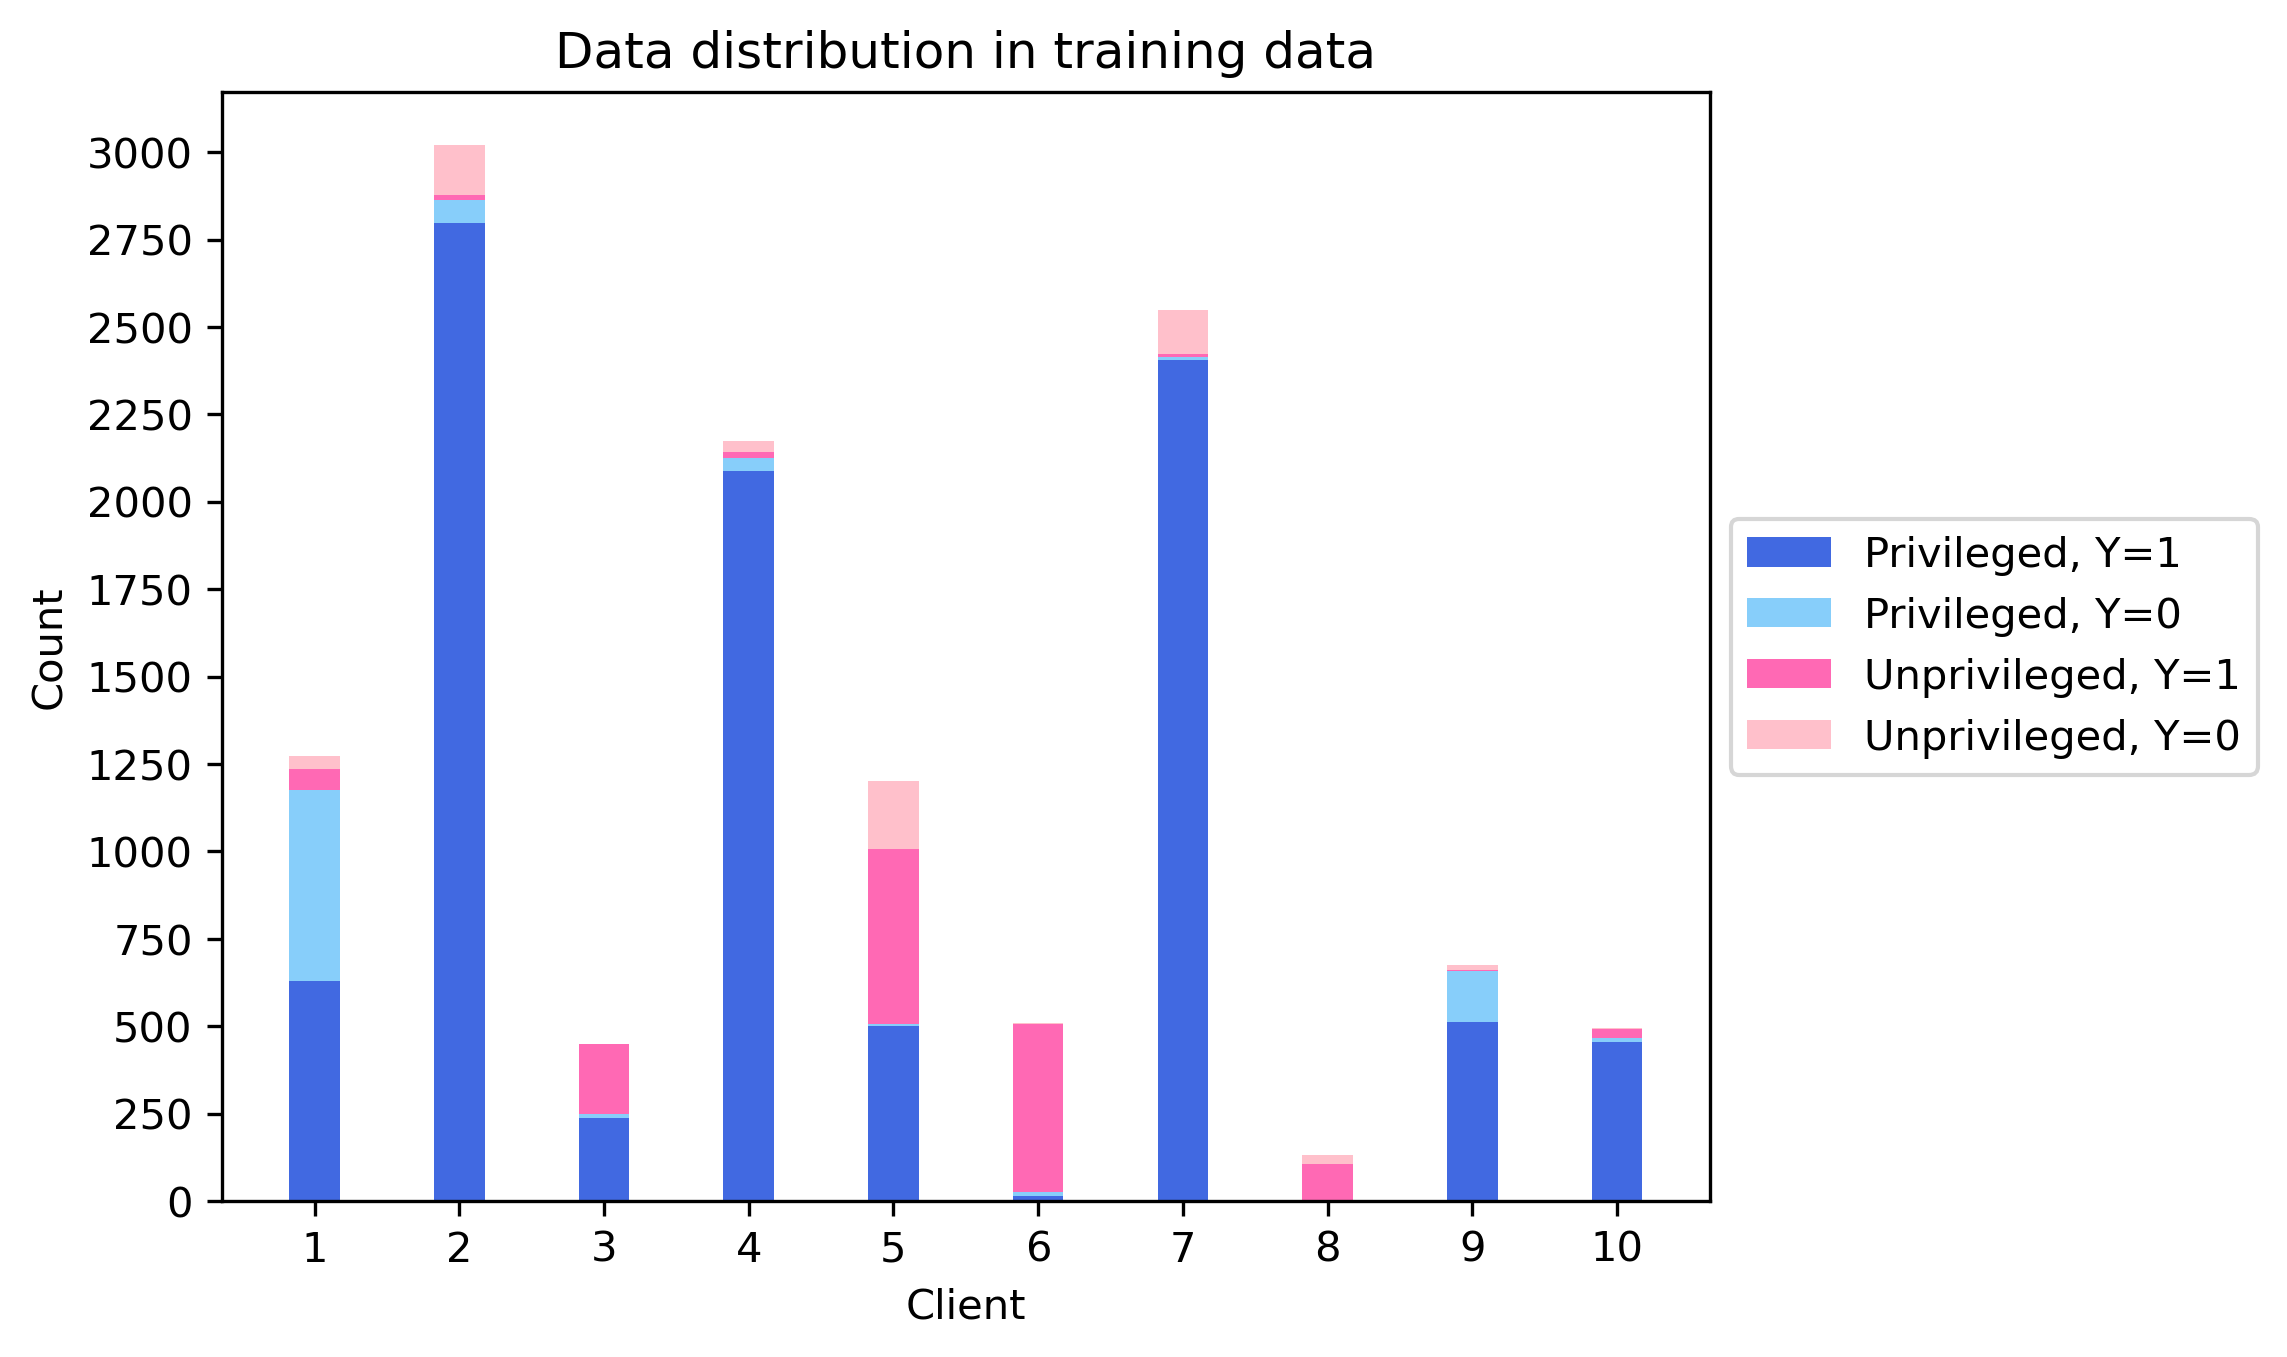 Data distribution in training data
3000
2750
2500
2250
2000
1750
1500
1250
1000
750
500
250
0
Count
1 2 3 4 5 6 7 8 9 10
Client
Privileged, Y=1
Privileged, Y=0
Unprivileged, Y=1
Unprivileged, Y=0